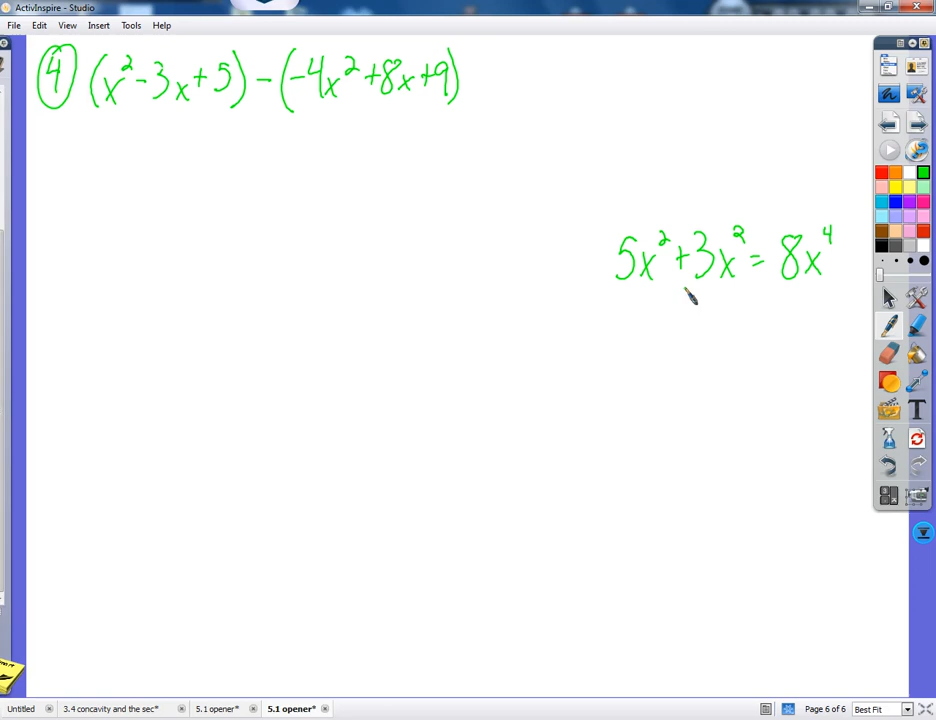 ActivInspire - Studio
File Edit View Insert Tools Help
④ (x² - 3x + 5) - (-4x² + 8x + 9)
5x² + 3x² = 8x⁴
T
Untitled 3.4 concavity and the sec* 5.1 opener* 5.1 opener* Page 6 of 6 Best Fit